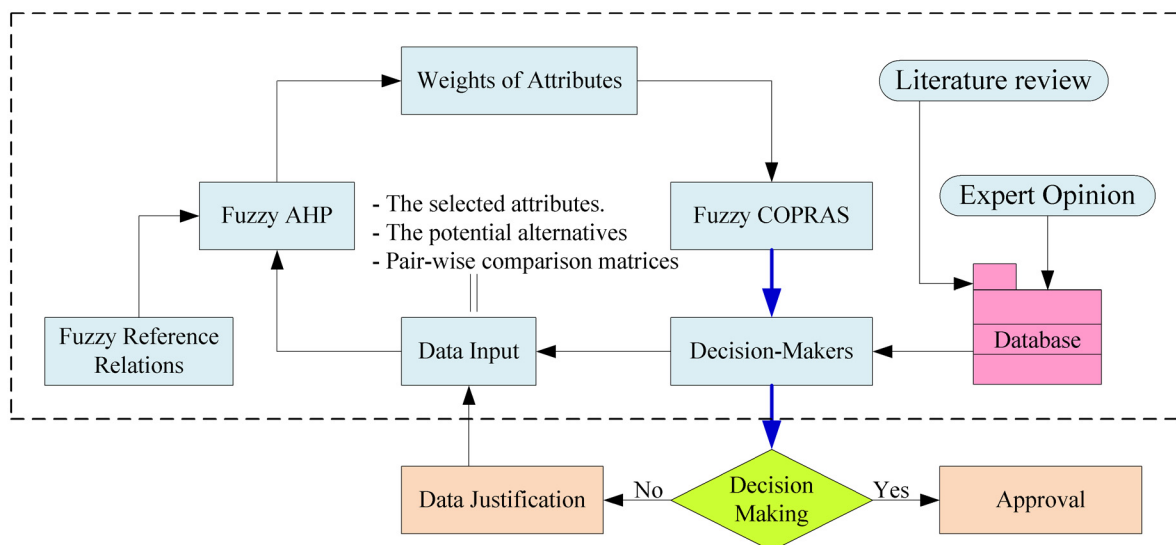 Weights of Attributes
Literature review
Fuzzy AHP
- The selected attributes.
- The potential alternatives
- Pair-wise comparison matrices
Fuzzy COPRAS
Expert Opinion
Fuzzy Reference
Relations
Data Input
Decision-Makers
Database
Data Justification
No
Decision
Making
Yes
Approval